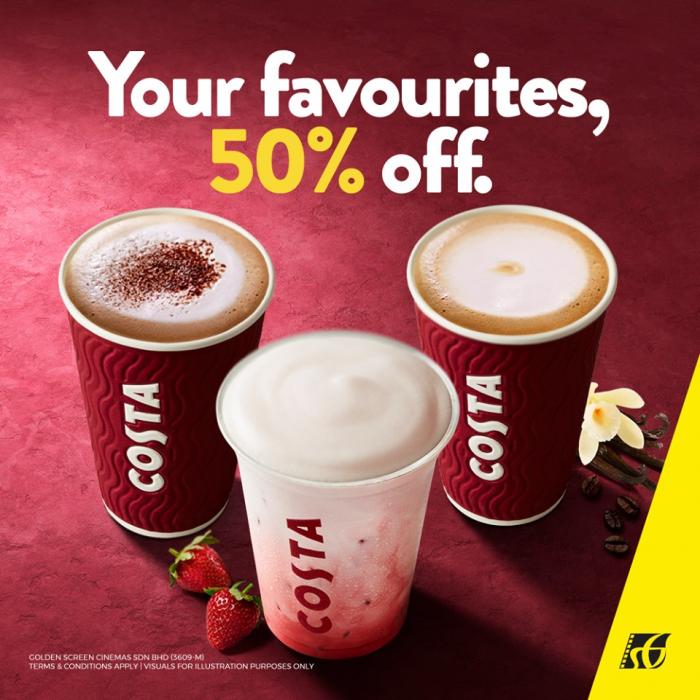 Your favourites,
50% off.
COSTA
COSTA
COSTA
GOLDEN SCREEN CINEMAS SDN BHD (3609-M)
TERMS & CONDITIONS APPLY | VISUALS FOR ILLUSTRATION PURPOSES ONLY